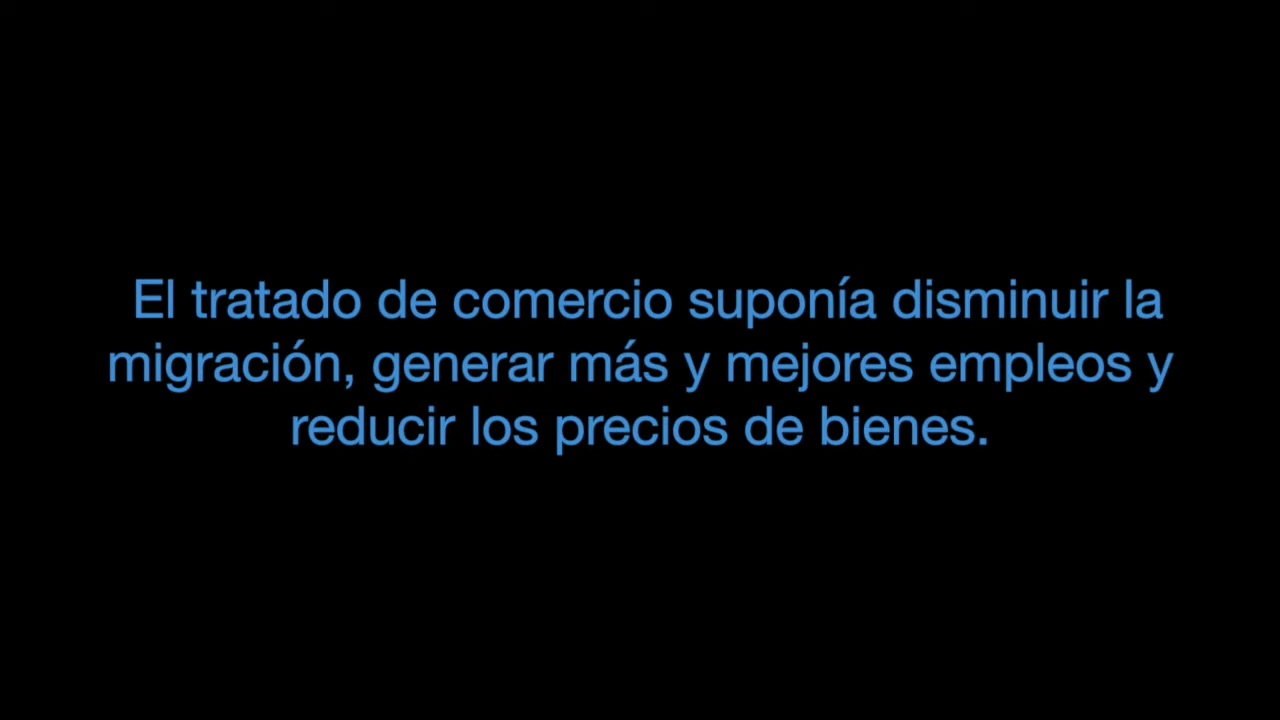 El tratado de comercio suponía disminuir la
migración, generar más y mejores empleos y
reducir los precios de bienes.